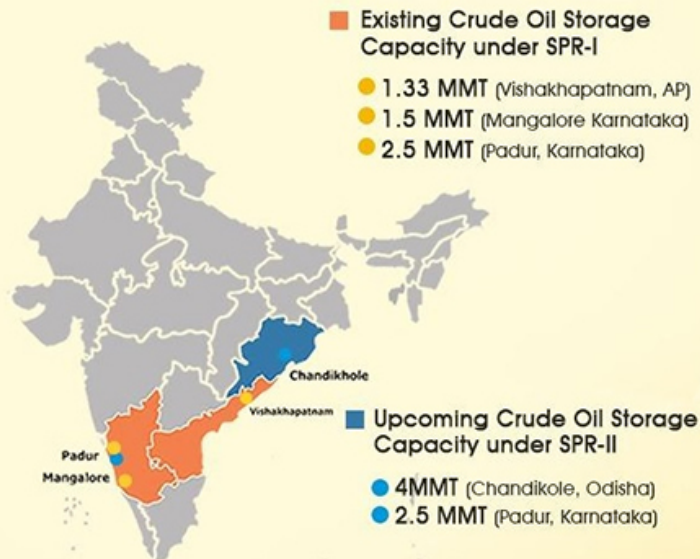 Existing Crude Oil Storage
Capacity under SPR-I
1.33 MMT (Vishakhapatnam, AP)
1.5 MMT (Mangalore Karnataka)
2.5 MMT (Padur, Karnataka)
Chandikhole
Vishakhapatnam
Padur
Mangalore
Upcoming Crude Oil Storage
Capacity under SPR-II
4MMT (Chandikole, Odisha)
2.5 MMT (Padur, Karnataka)